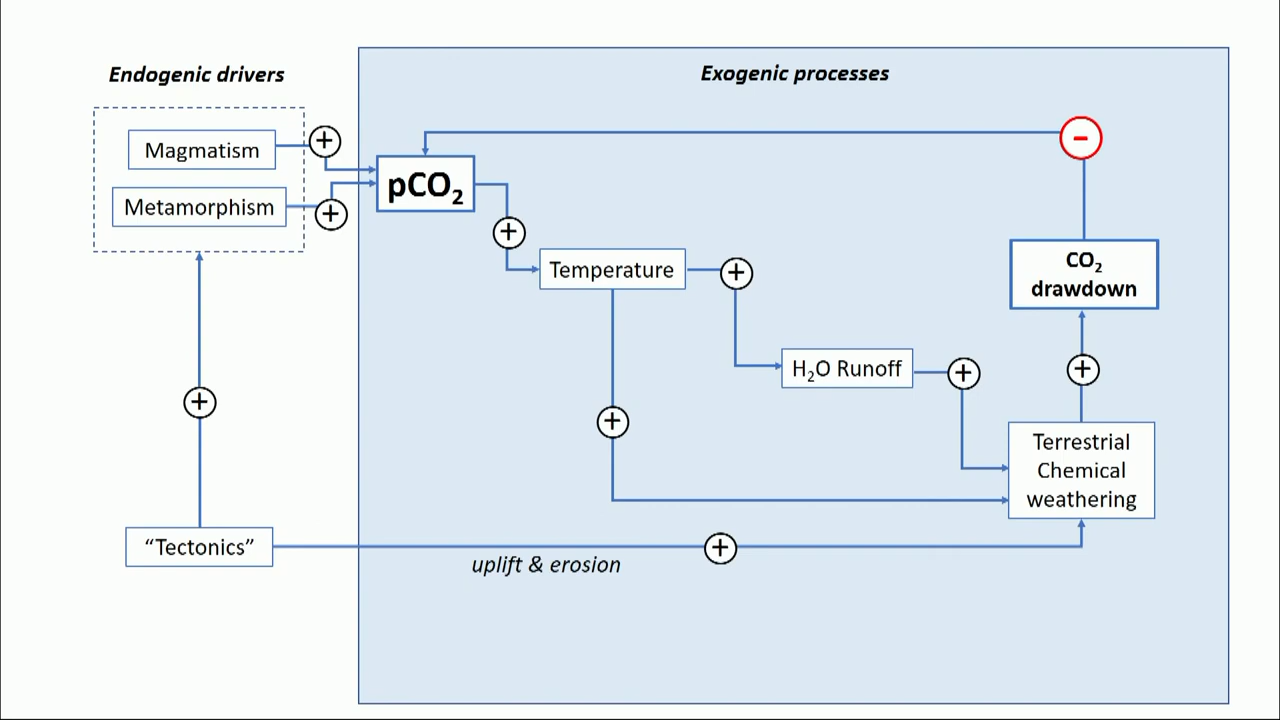 Endogenic drivers
Exogenic processes
Magmatism
+
−
Metamorphism
+
pCO₂
+
Temperature
+
CO₂
drawdown
H₂O Runoff
+
+
+
+
Terrestrial
Chemical
weathering
“Tectonics”
+
uplift & erosion